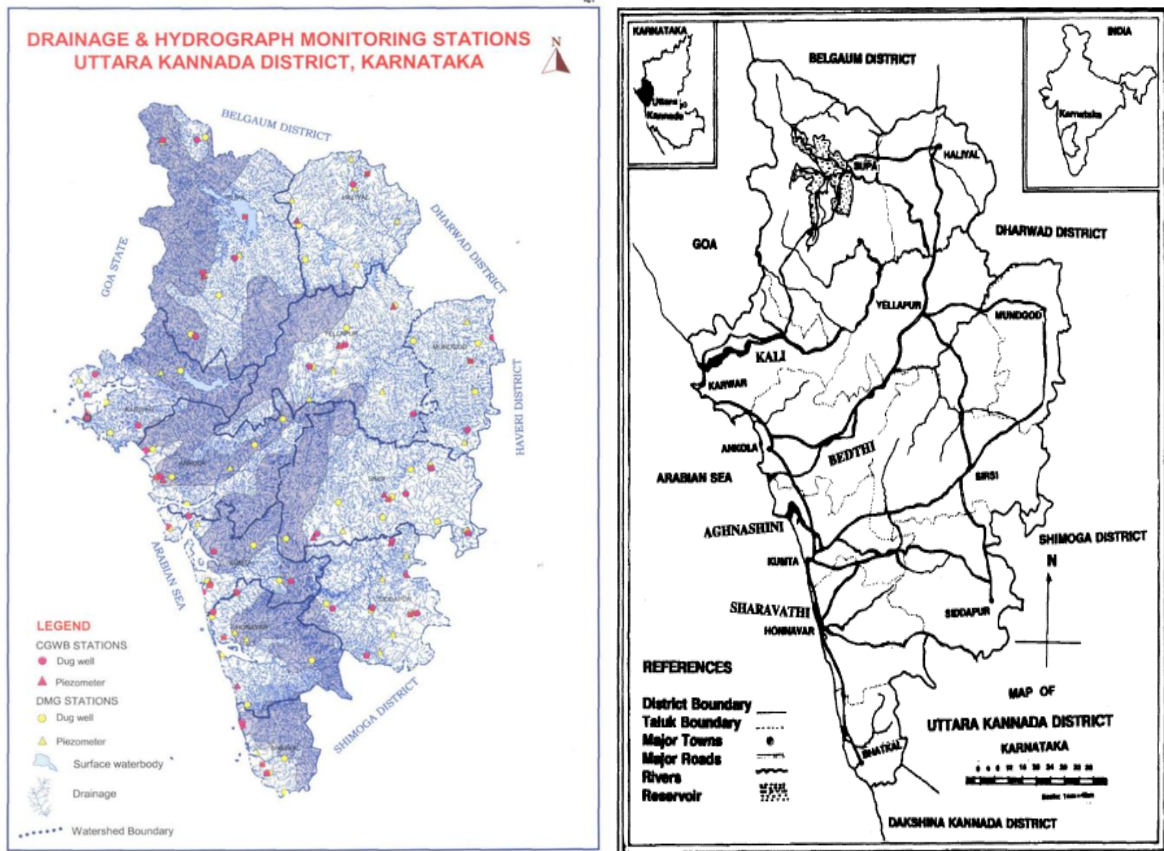 DRAINAGE & HYDROGRAPH MONITORING STATIONS
UTTARA KANNADA DISTRICT, KARNATAKA
N
BELGAUM DISTRICT
DHARWAD DISTRICT
GOA STATE
HAVERI DISTRICT
ARABIAN SEA
SIDDAPUR
SHIMOGA DISTRICT
LEGEND
CGWB STATIONS
Dug well
Piezometer
DMG STATIONS
Dug well
Piezometer
Surface waterbody
Drainage
Watershed Boundary
KARNATAKA
Uttara
Kannada
BELGAUM DISTRICT
INDIA
Karnataka
SUPA
HALIYAL
GOA
DHARWAD DISTRICT
YELLAPUR
MUNDGOD
KALI
KARWAR
ANKOLA
BEDTHI
ARABIAN SEA
SIRSI
AGHNASHINI
SHIMOGA DISTRICT
KUMTA
N
SHARAVATHI
SIDDAPUR
HONNAVAR
REFERENCES
District Boundary
Taluk Boundary
Major Towns
Major Roads
Rivers
Reservoir
MAP OF
UTTARA KANNADA DISTRICT
KARNATAKA
BHATKAL
DAKSHINA KANNADA DISTRICT